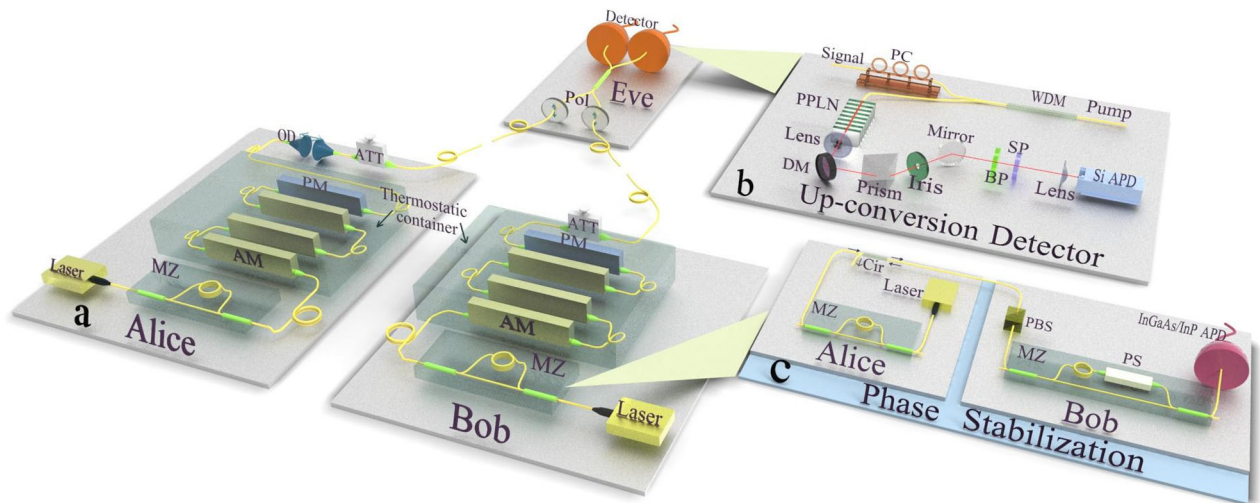 Detector
Pol
Eve
OD
ATT
PM
Thermostatic
container
AM
MZ
Laser
a
Alice
ATT
PM
AM
MZ
Laser
Bob
Signal
PC
PPLN
WDM
Pump
Lens
Mirror
SP
DM
Prism
Iris
BP
Lens
Si APD
b
Up-conversion Detector
Cir
Laser
MZ
Alice
c
PBS
InGaAs/InP APD
MZ
PS
Bob
Phase
Stabilization